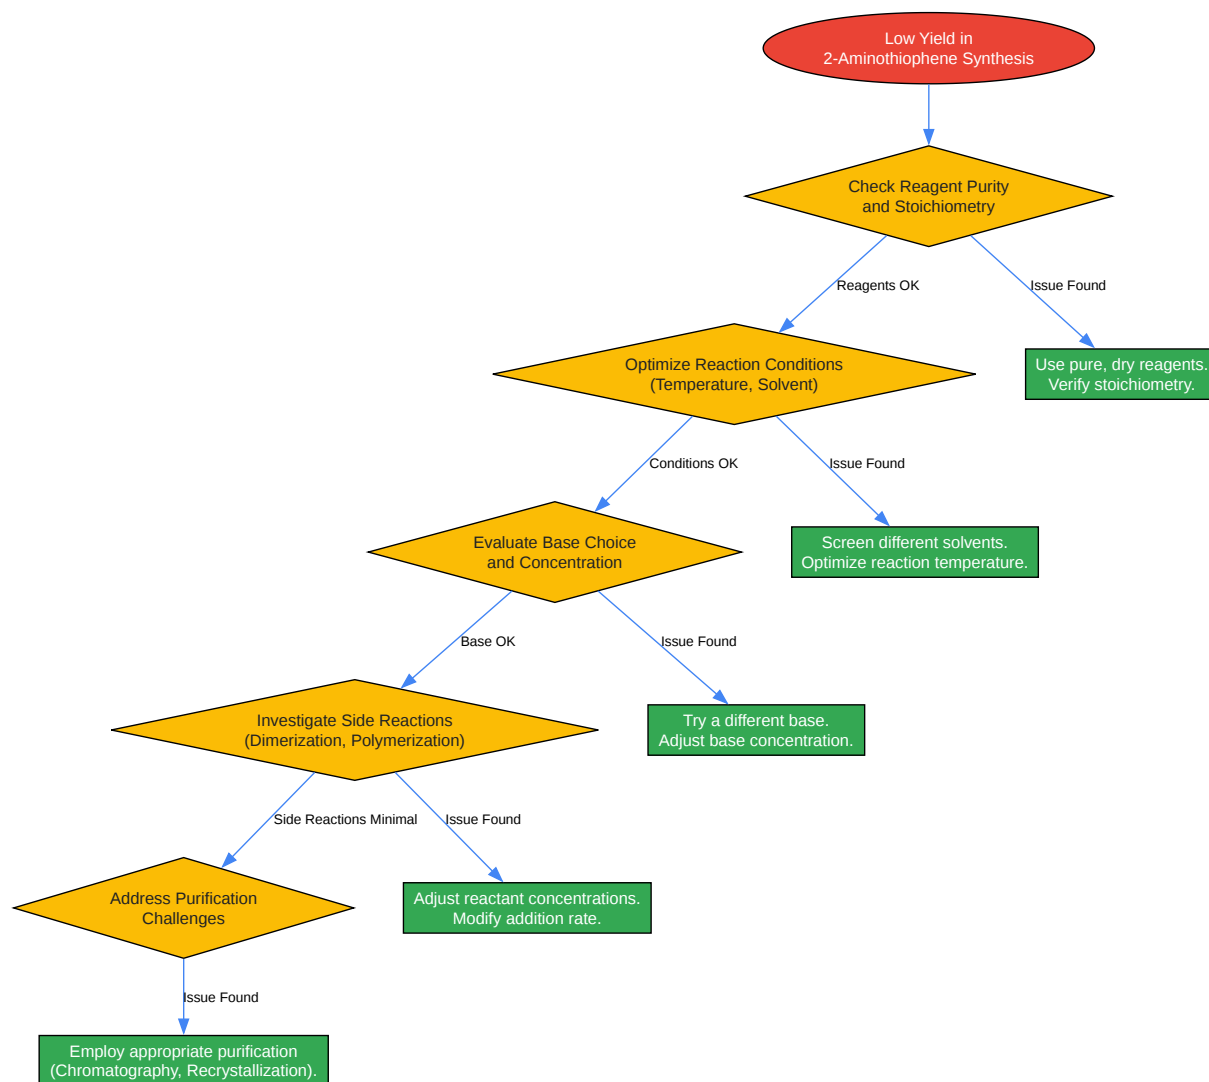 Low Yield in
2-Aminothiophene Synthesis
Check Reagent Purity
and Stoichiometry
Reagents OK
Issue Found
Optimize Reaction Conditions
(Temperature, Solvent)
Use pure, dry reagents.
Verify stoichiometry.
Conditions OK
Issue Found
Evaluate Base Choice
and Concentration
Screen different solvents.
Optimize reaction temperature.
Base OK
Issue Found
Investigate Side Reactions
(Dimerization, Polymerization)
Try a different base.
Adjust base concentration.
Side Reactions Minimal
Issue Found
Address Purification
Challenges
Adjust reactant concentrations.
Modify addition rate.
Issue Found
Employ appropriate purification
(Chromatography, Recrystallization).